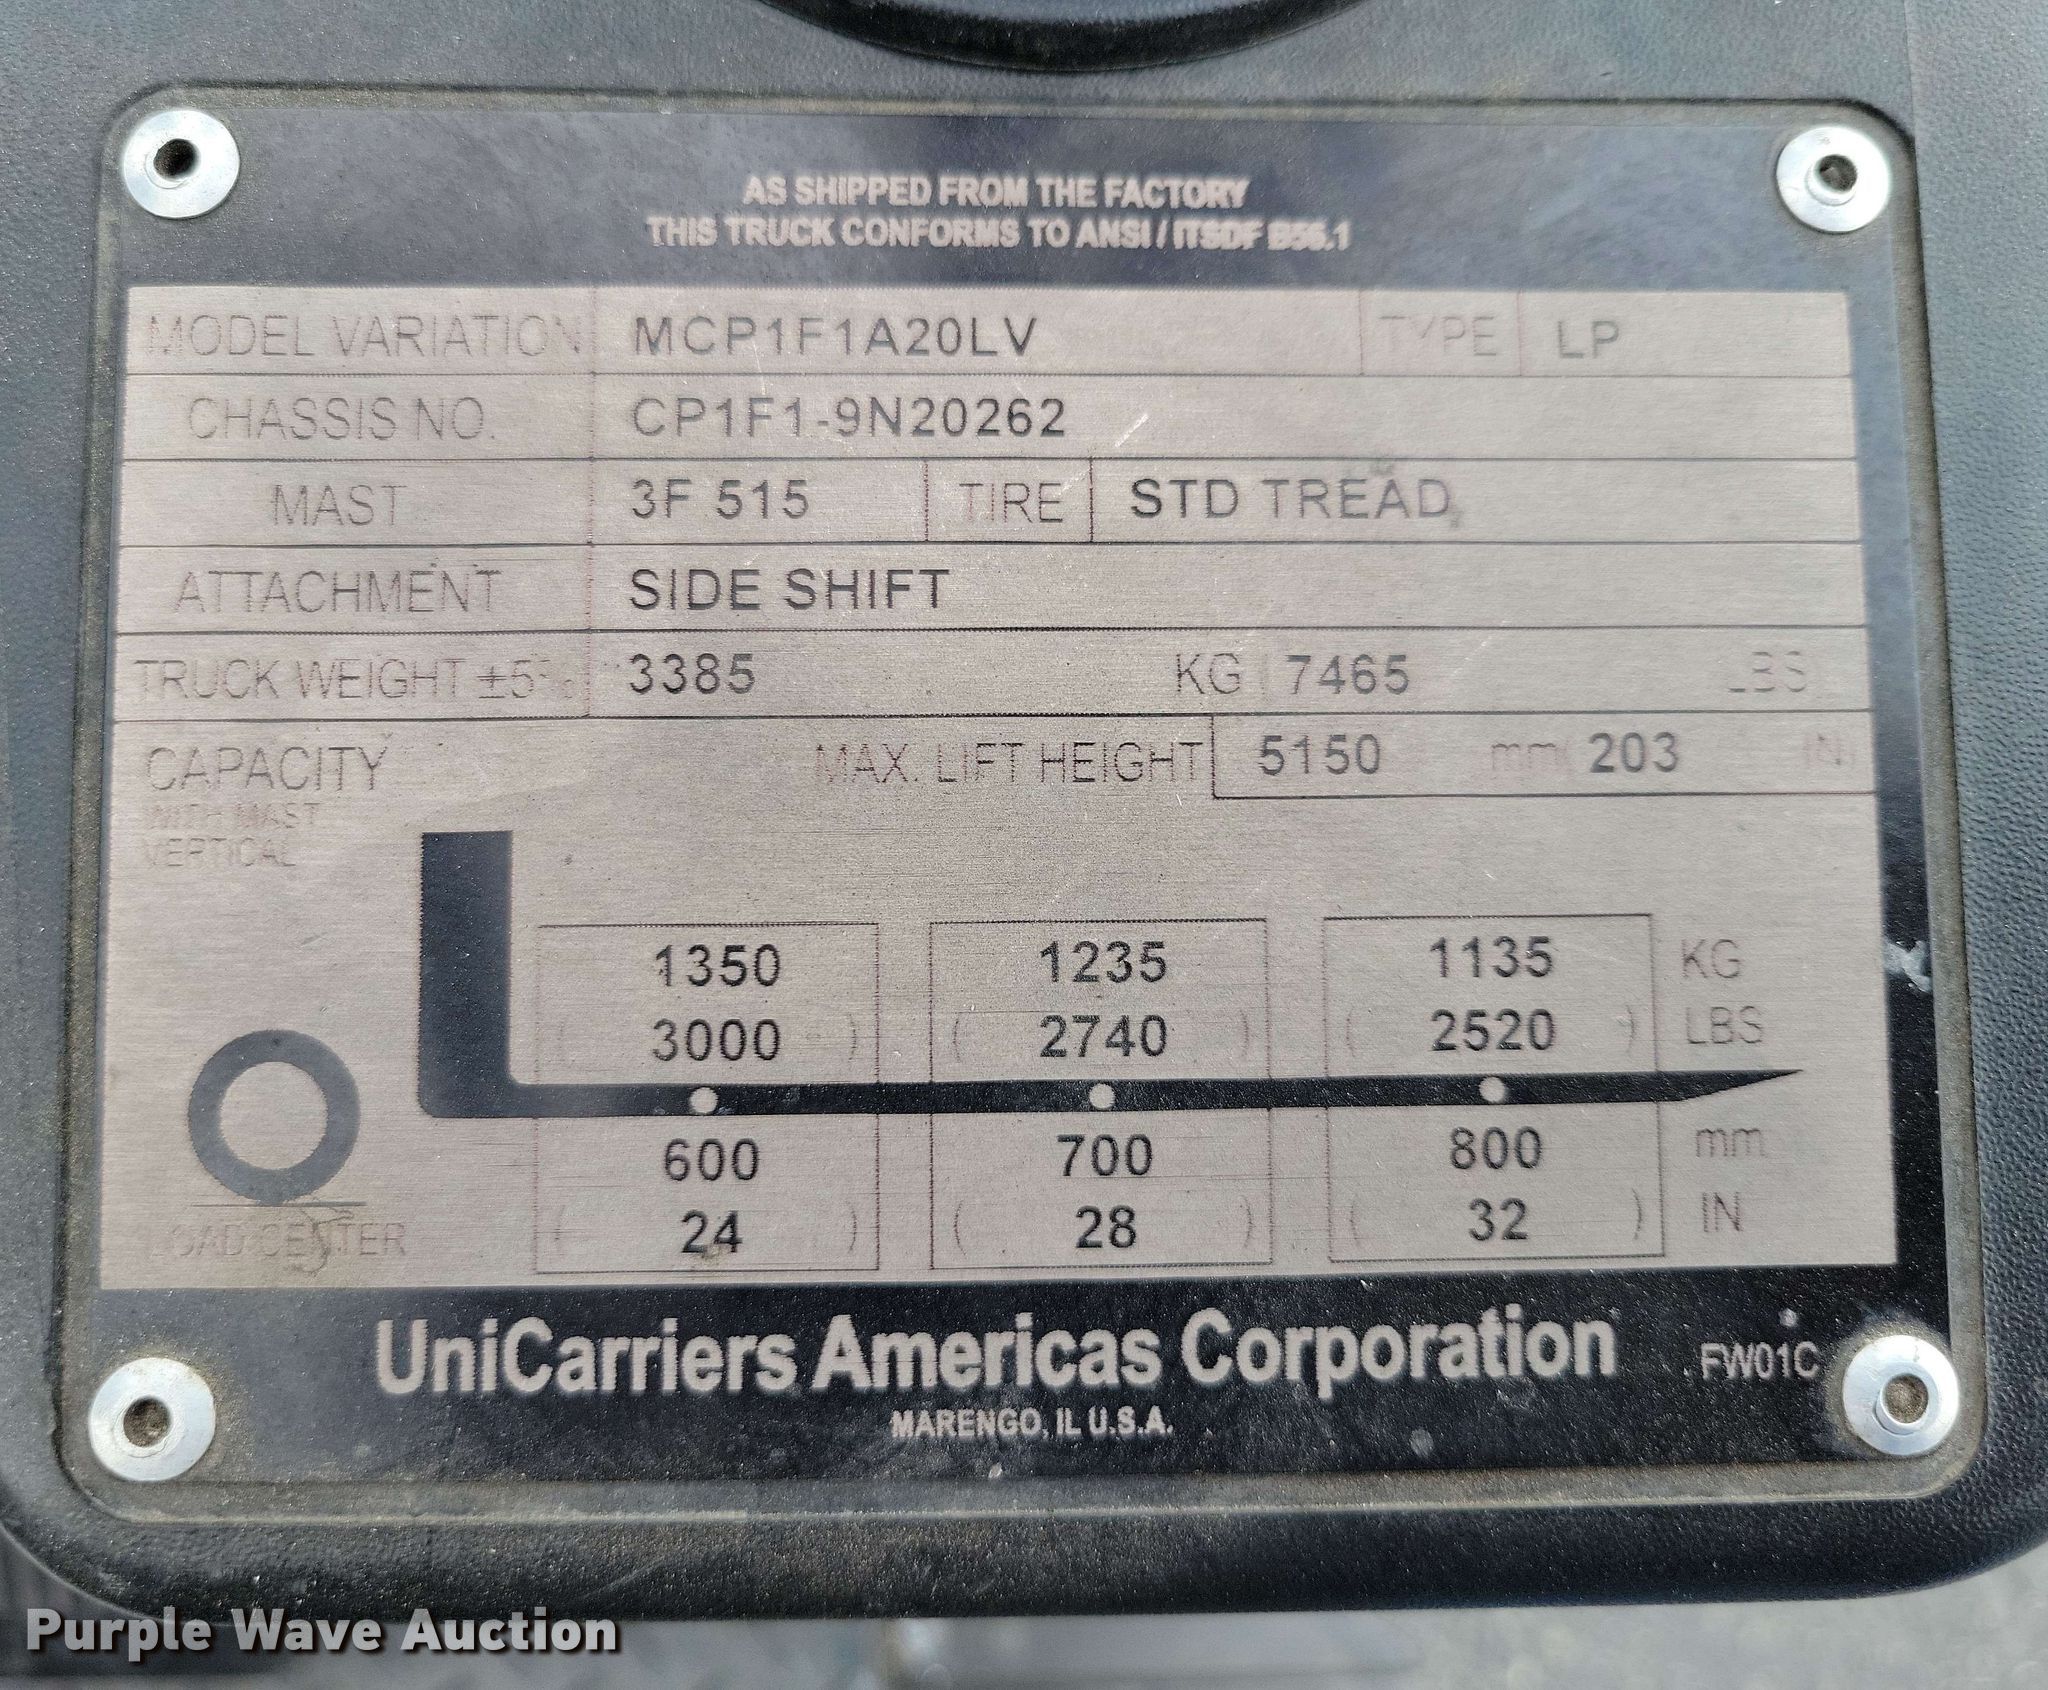 AS SHIPPED FROM THE FACTORY
THIS TRUCK CONFORMS TO ANSI / ITSDF B56.1
MODEL VARIATION MCP1F1A20LV TYPE LP
CHASSIS NO. CP1F1-9N20262
MAST 3F 515 TIRE STD TREAD
ATTACHMENT SIDE SHIFT
TRUCK WEIGHT ±5% 3385 KG 7465 LBS
CAPACITY MAX. LIFT HEIGHT 5150 mm 203 IN
WITH MAST
VERTICAL
1350 1235 1135 KG
( 3000 ) ( 2740 ) ( 2520 ) LBS
600 700 800 mm
( 24 ) ( 28 ) ( 32 ) IN
LOAD CENTER
UniCarriers Americas Corporation FW01C
MARENGO, IL U.S.A.
Purple Wave Auction